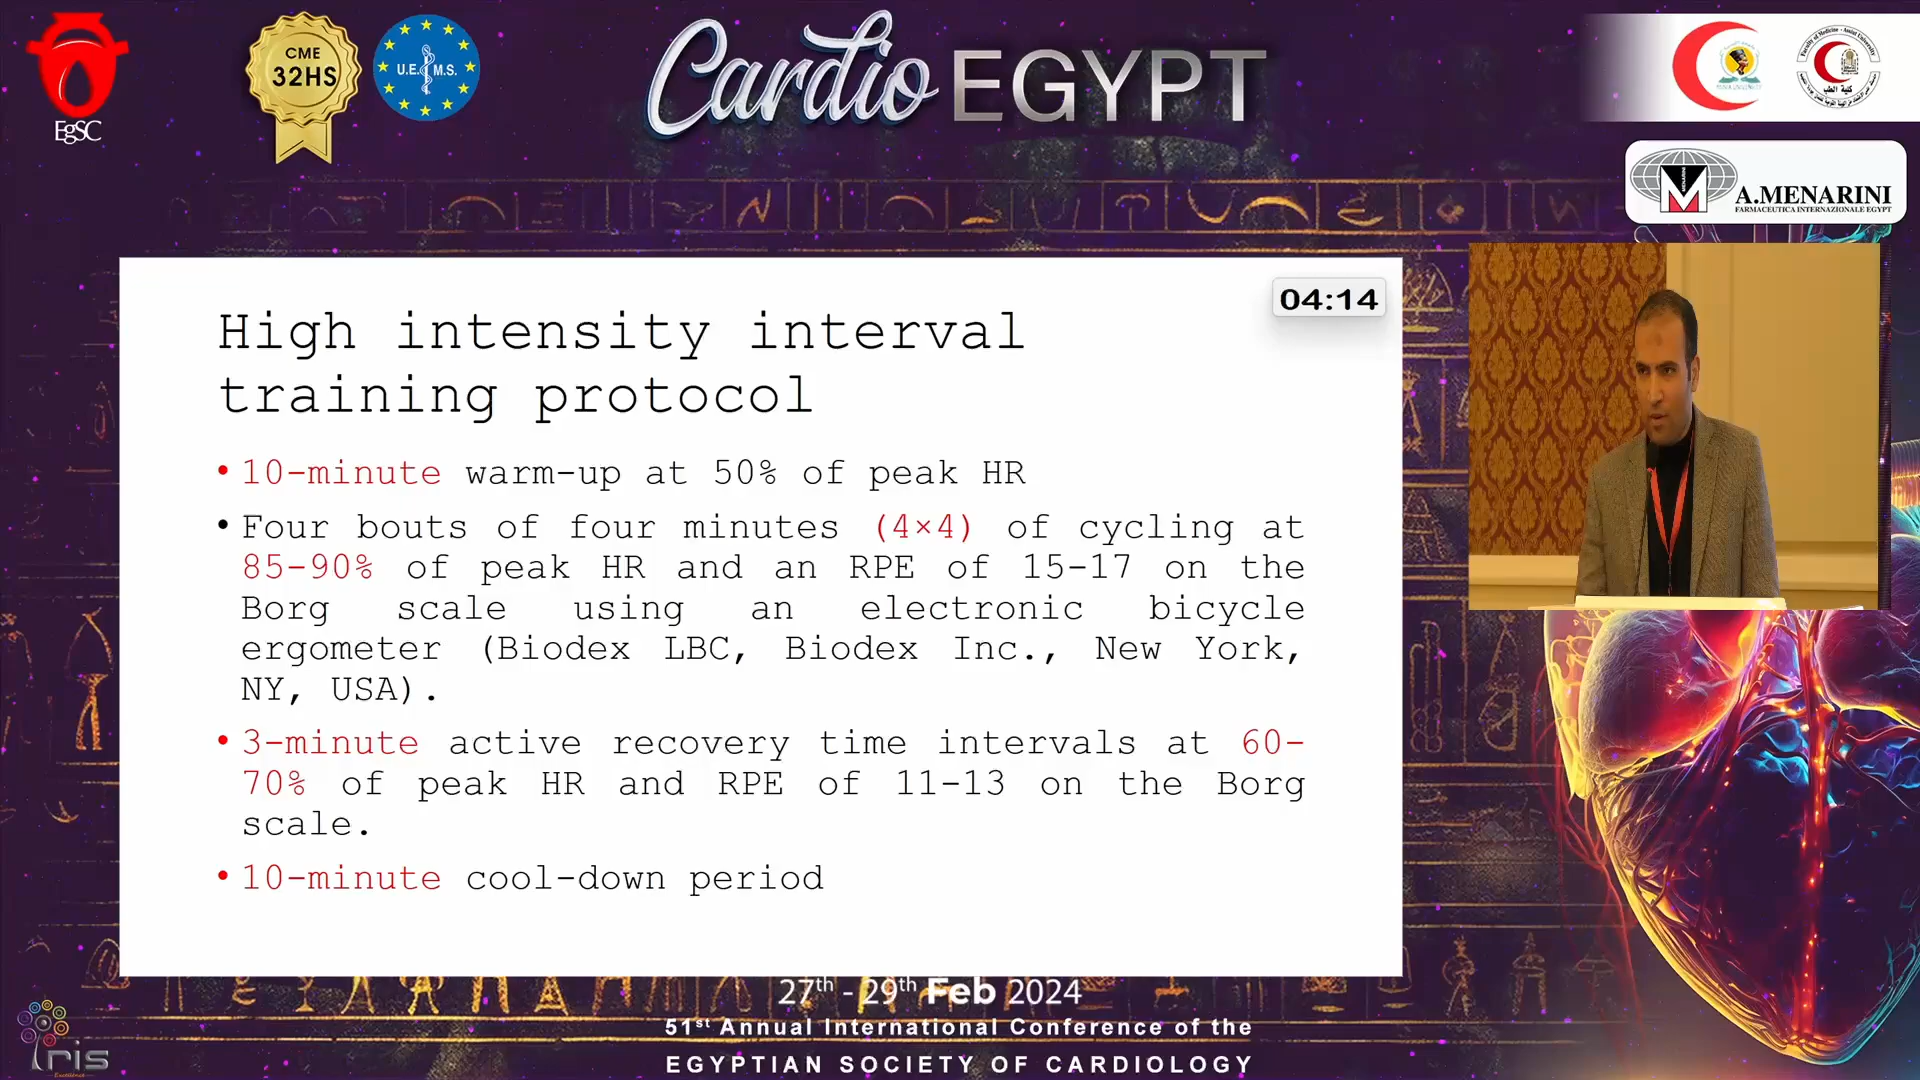 EgSC
CME
32HS
U.E.M.S.
Cardio EGYPT
كلية الطب
MENARINI
A.MENARINI
FARMACEUTICA INTERNAZIONALE EGYPT
04:14
High intensity interval
training protocol
• 10-minute warm-up at 50% of peak HR
• Four bouts of four minutes (4×4) of cycling at
85-90% of peak HR and an RPE of 15-17 on the
Borg scale using an electronic bicycle
ergometer (Biodex LBC, Biodex Inc., New York,
NY, USA).
• 3-minute active recovery time intervals at 60-
70% of peak HR and RPE of 11-13 on the Borg
scale.
• 10-minute cool-down period
27th - 29th Feb 2024
51st Annual International Conference of the
EGYPTIAN SOCIETY OF CARDIOLOGY
Iris